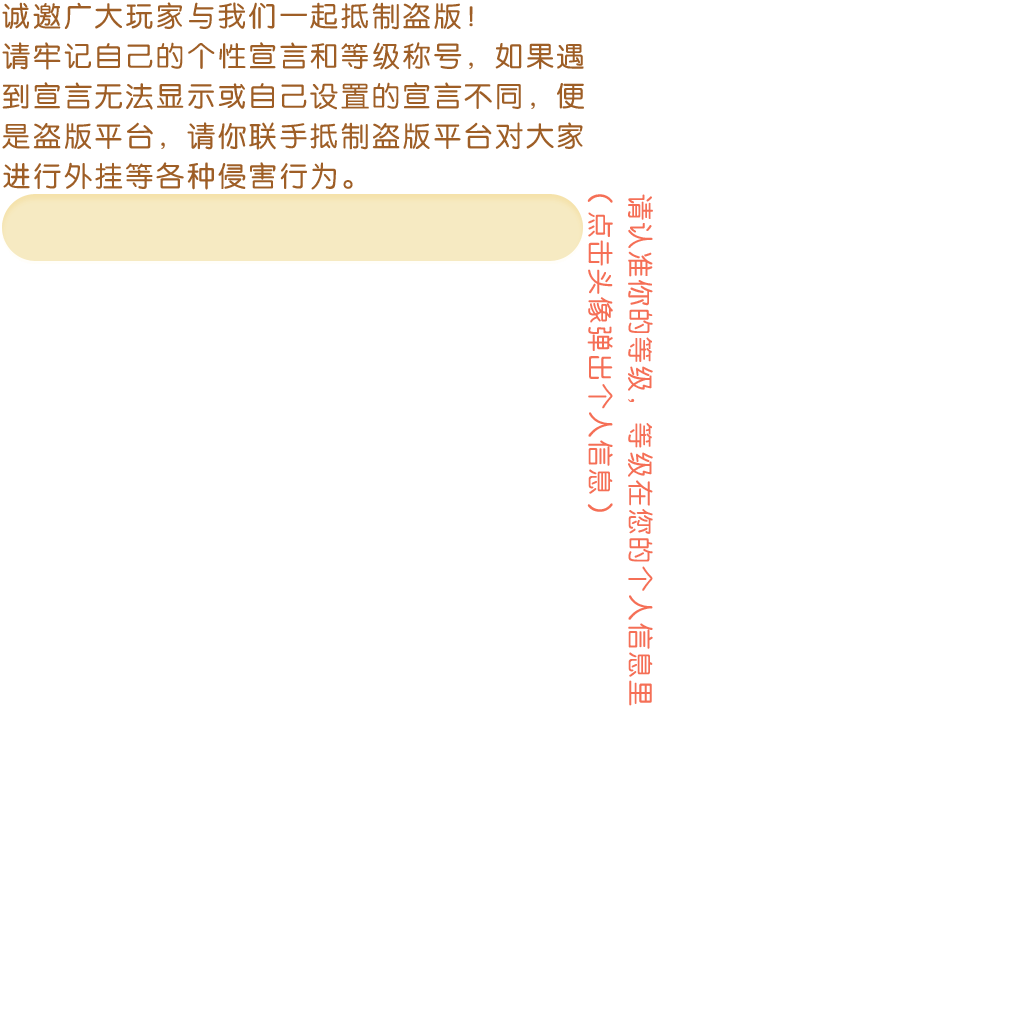 诚邀广大玩家与我们一起抵制盗版！
请牢记自己的个性宣言和等级称号，如果遇
到宣言无法显示或自己设置的宣言不同，便
是盗版平台，请你联手抵制盗版平台对大家
进行外挂等各种侵害行为。
请认准你的等级，等级在您的个人信息里
（点击头像弹出个人信息）